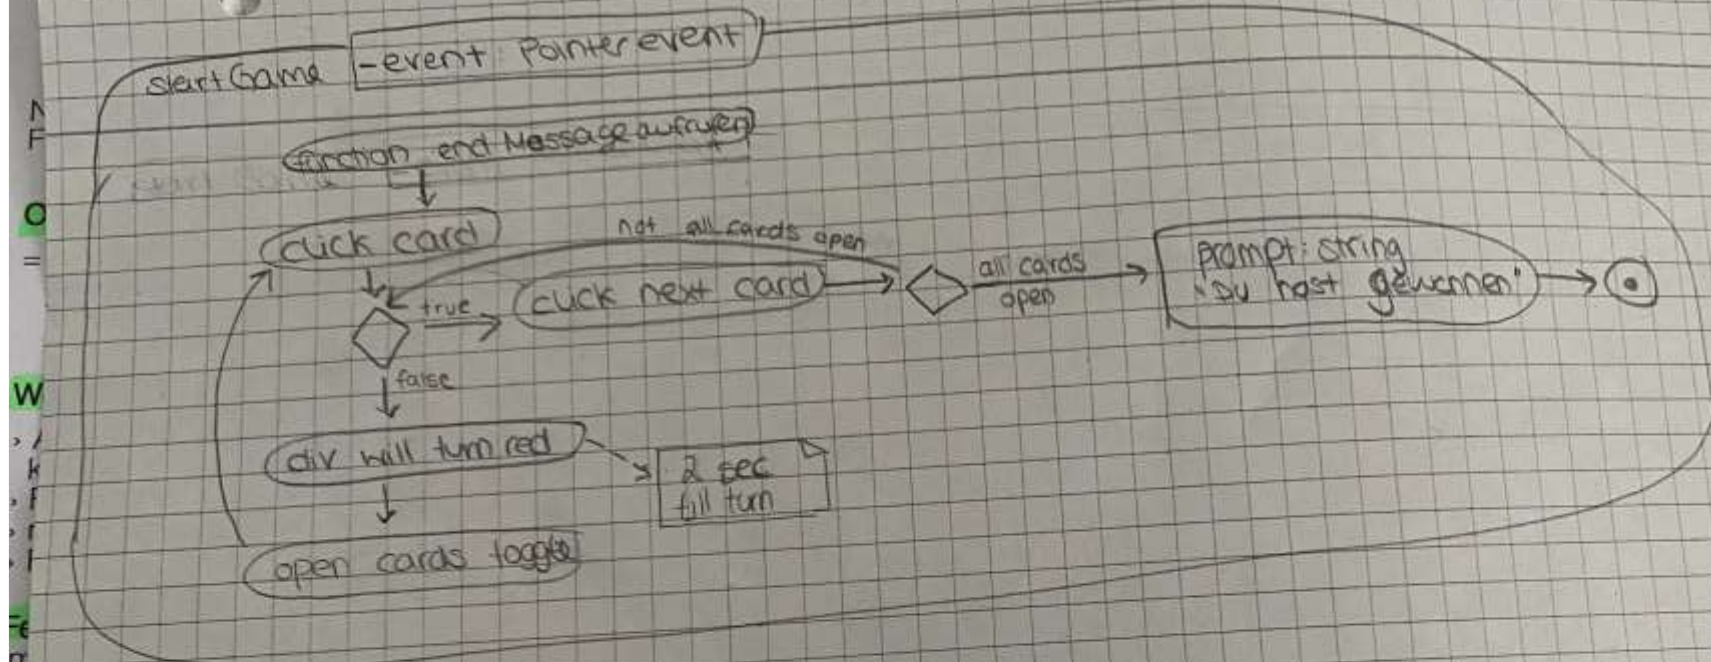 startGame
-event: Pointerevent
function endMessage aufrufen
click card
not all cards open
true
click next card
all cards
open
prompt: string
"Du hast gewonnen"
false
div will turn red
2 sec
till turn
open cards toggle
O
=
W